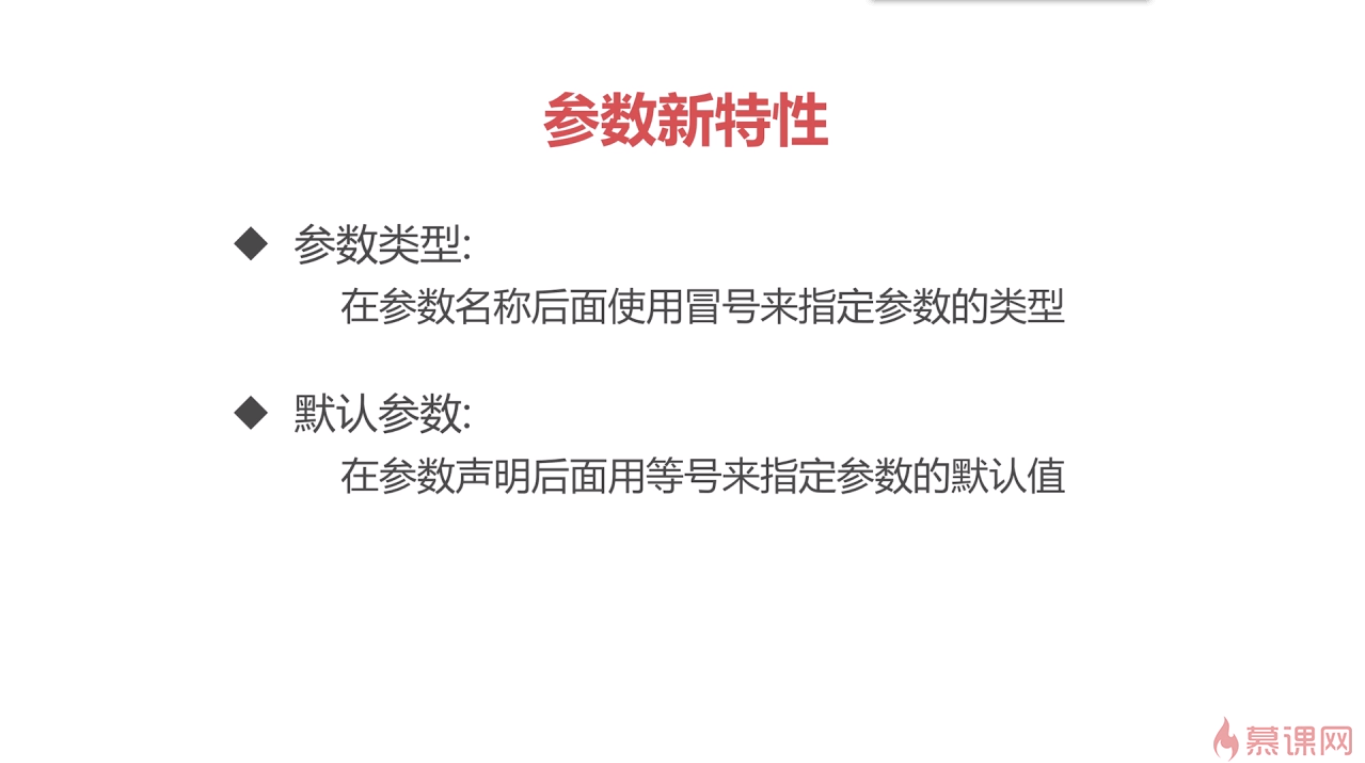 参数新特性
◆ 参数类型:
在参数名称后面使用冒号来指定参数的类型
◆ 默认参数:
在参数声明后面用等号来指定参数的默认值
慕课网